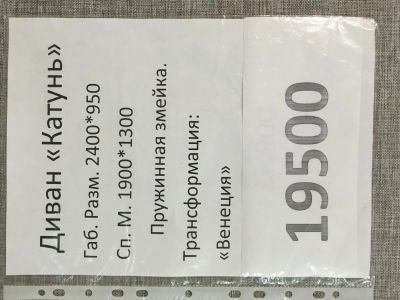 Диван «Катунь»
Габ. Разм. 2400*950
Сп. М. 1900*1300
Пружинная змейка.
Трансформация:
«Венеция»
19500